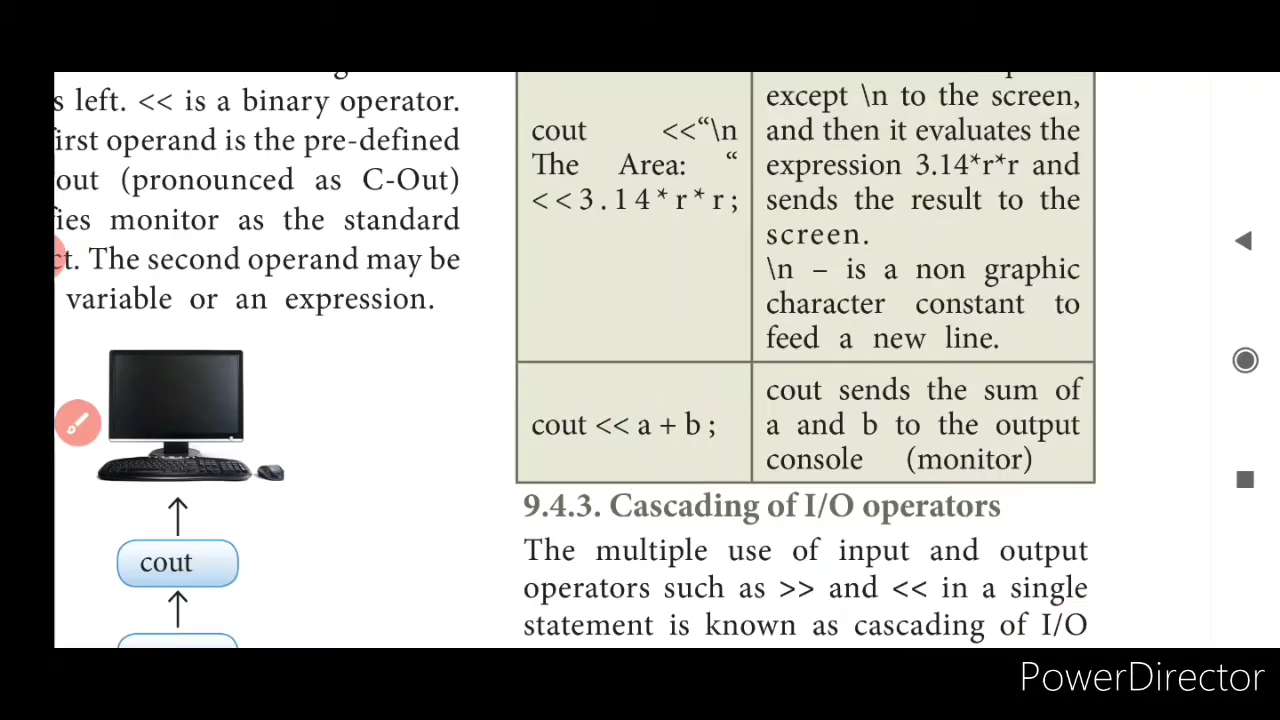 s left. << is a binary operator.
first operand is the pre-defined
out (pronounced as C-Out)
fies monitor as the standard
ct. The second operand may be
variable or an expression.
cout
cout <<“\n
The Area: “
<<3.14*r*r;
except \n to the screen,
and then it evaluates the
expression 3.14*r*r and
sends the result to the
screen.
\n – is a non graphic
character constant to
feed a new line.
cout << a + b ;
cout sends the sum of
a and b to the output
console (monitor)
9.4.3. Cascading of I/O operators
The multiple use of input and output
operators such as >> and << in a single
statement is known as cascading of I/O
PowerDirector